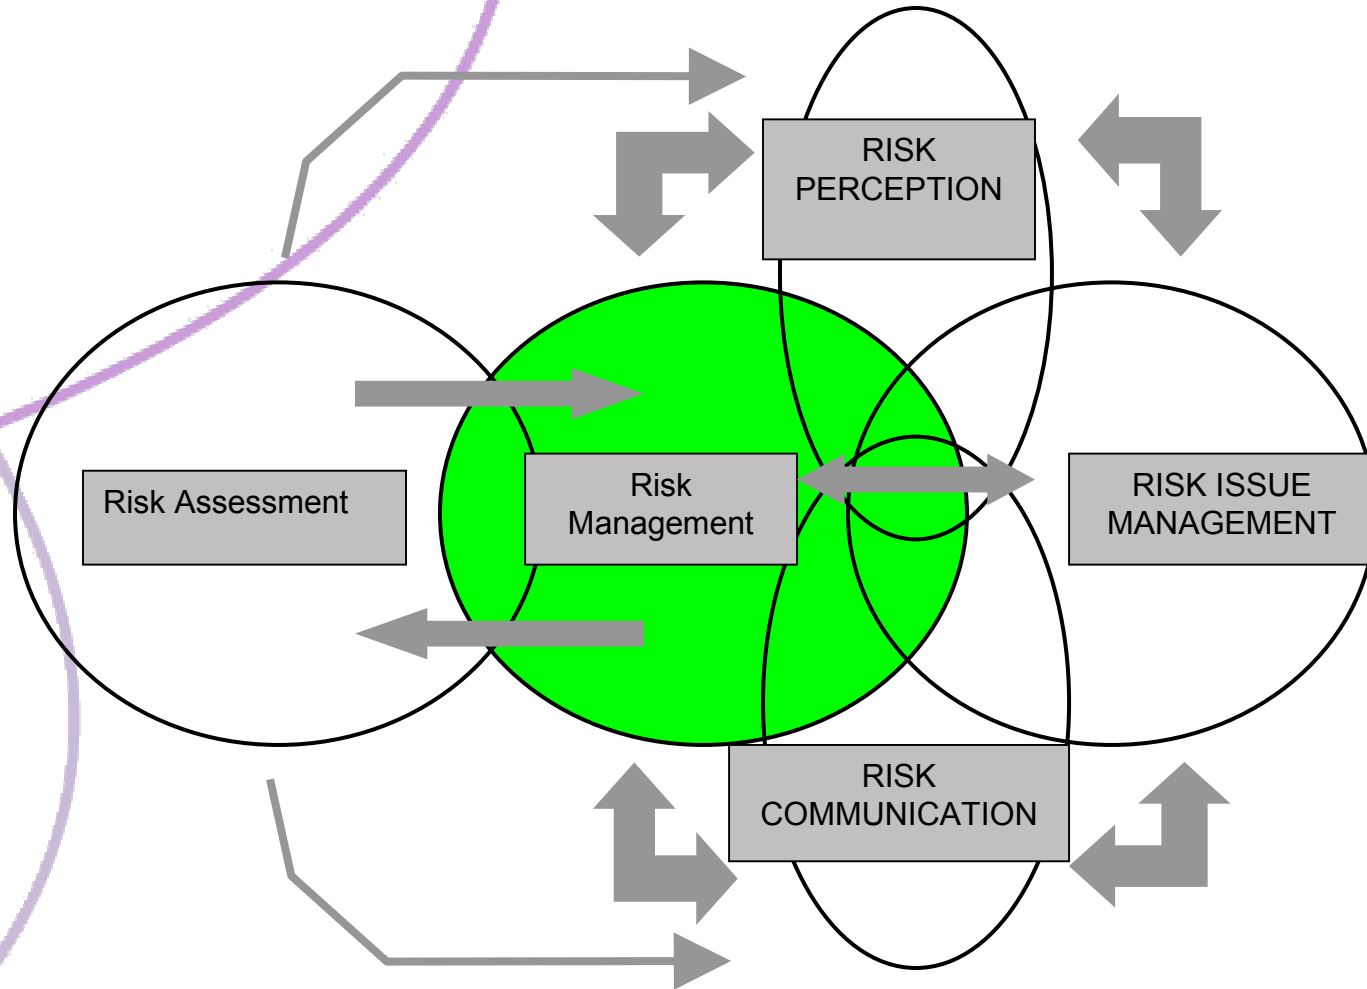 RISK
PERCEPTION
Risk Assessment
Risk
Management
RISK ISSUE
MANAGEMENT
RISK
COMMUNICATION